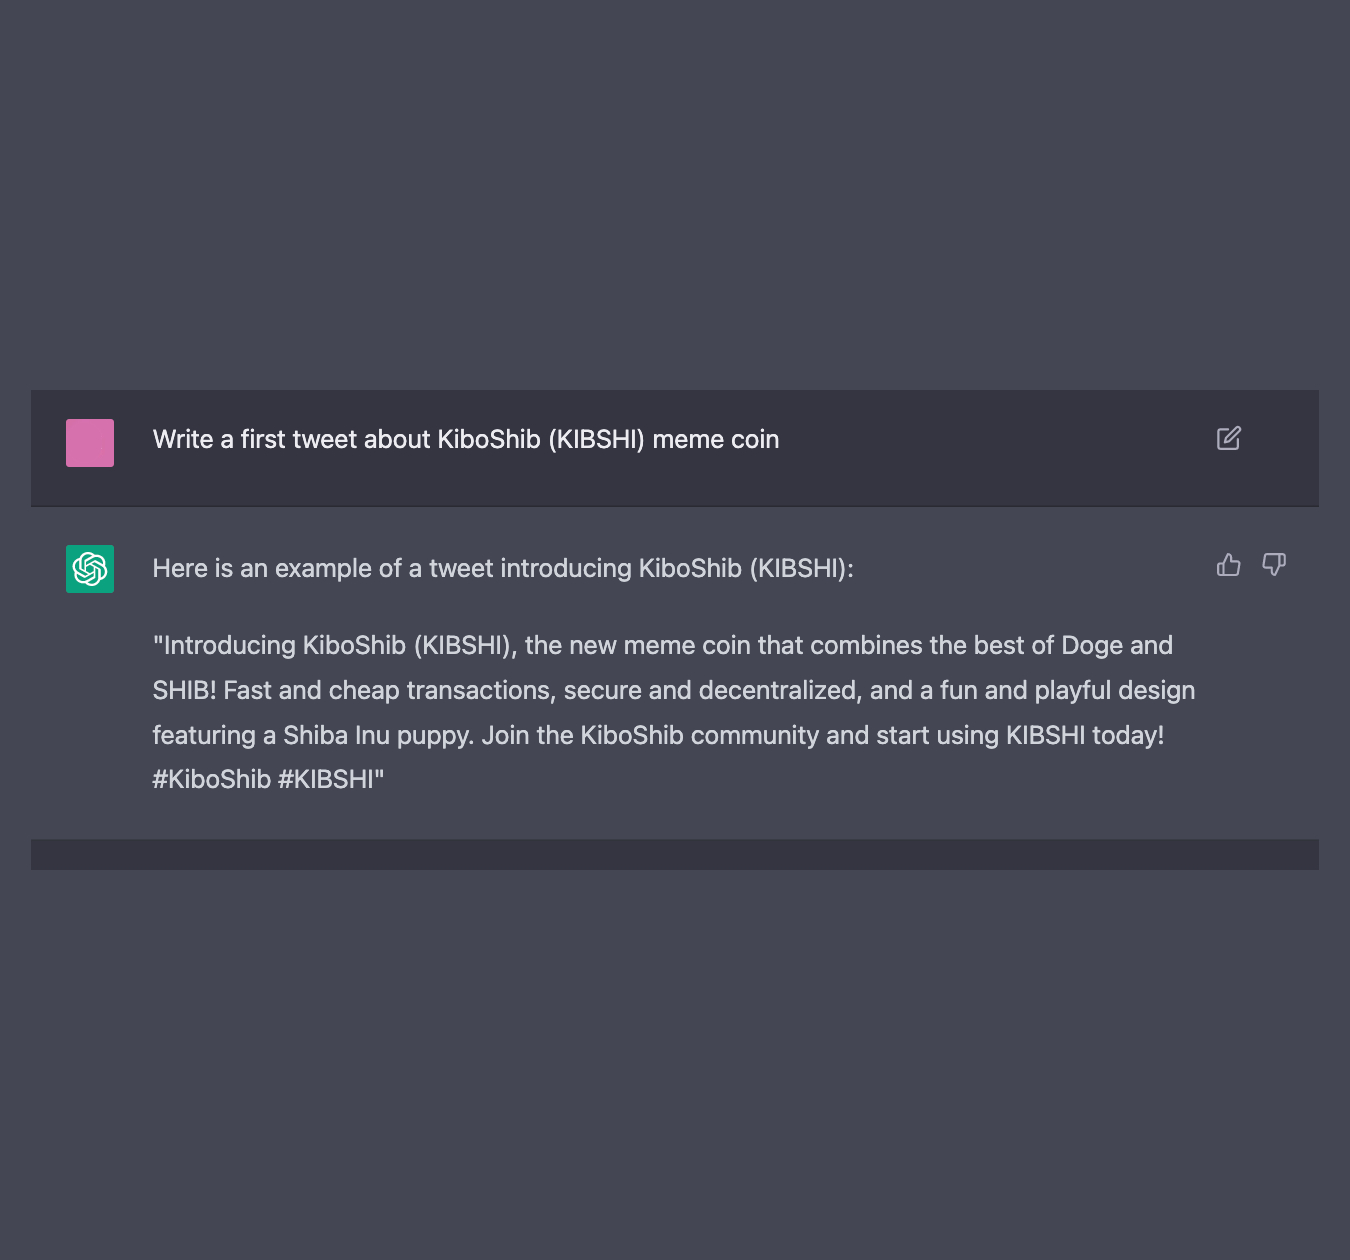 Write a first tweet about KiboShib (KIBSHI) meme coin
Here is an example of a tweet introducing KiboShib (KIBSHI):
"Introducing KiboShib (KIBSHI), the new meme coin that combines the best of Doge and
SHIB! Fast and cheap transactions, secure and decentralized, and a fun and playful design
featuring a Shiba Inu puppy. Join the KiboShib community and start using KIBSHI today!
#KiboShib #KIBSHI"